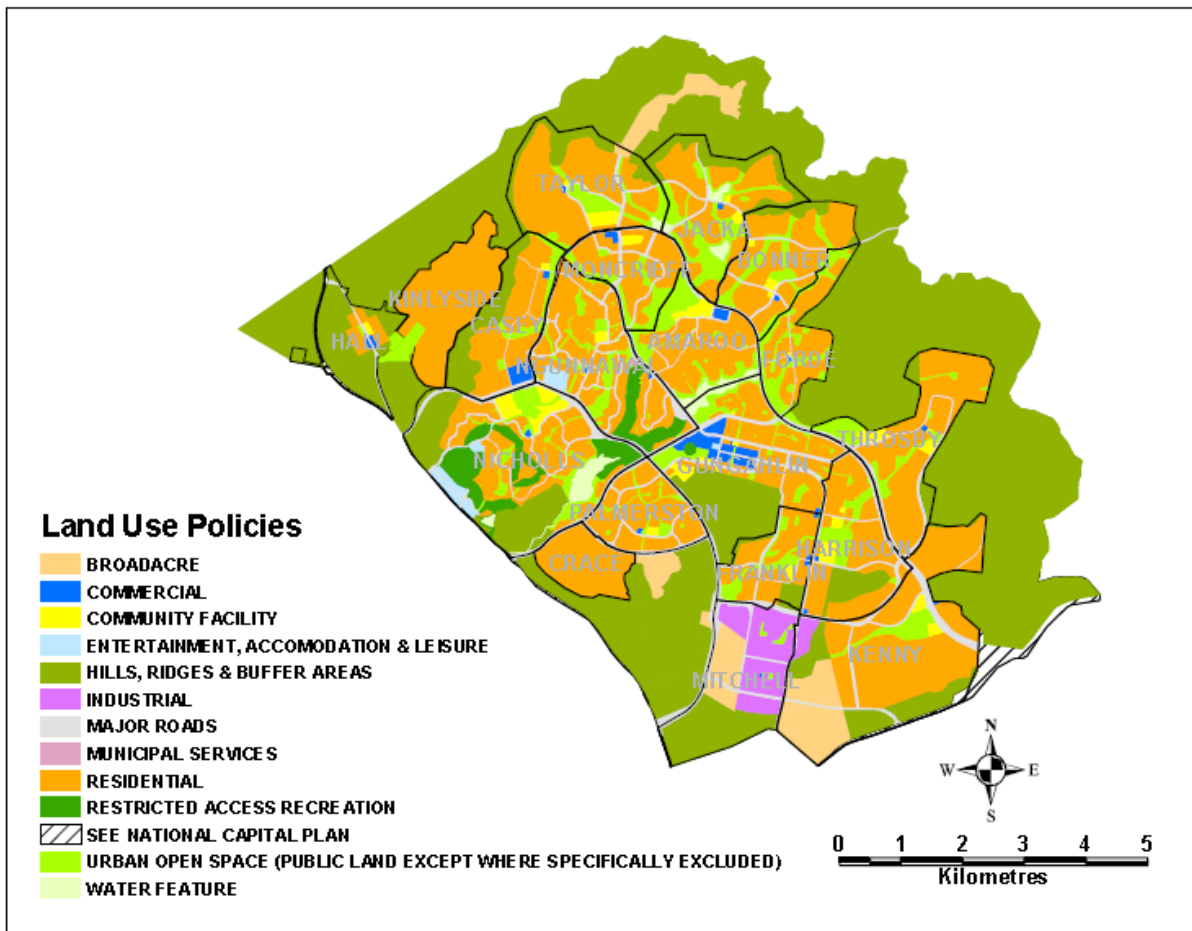 TAYLOR
JACKA
BONNER
MONCRIEFF
KINLYSIDE
HALL
CASEY
AMAROO
NGUNNAWAL
FORDE
THROSBY
NICHOLLS
GUNGAHLIN
PALMERSTON
HARRISON
CRACE
FRANKLIN
KENNY
MITCHELL
Land Use Policies
BROADACRE
COMMERCIAL
COMMUNITY FACILITY
ENTERTAINMENT, ACCOMODATION & LEISURE
HILLS, RIDGES & BUFFER AREAS
INDUSTRIAL
MAJOR ROADS
MUNICIPAL SERVICES
RESIDENTIAL
RESTRICTED ACCESS RECREATION
SEE NATIONAL CAPITAL PLAN
URBAN OPEN SPACE (PUBLIC LAND EXCEPT WHERE SPECIFICALLY EXCLUDED)
WATER FEATURE
N
W E
S
0 1 2 3 4 5
Kilometres